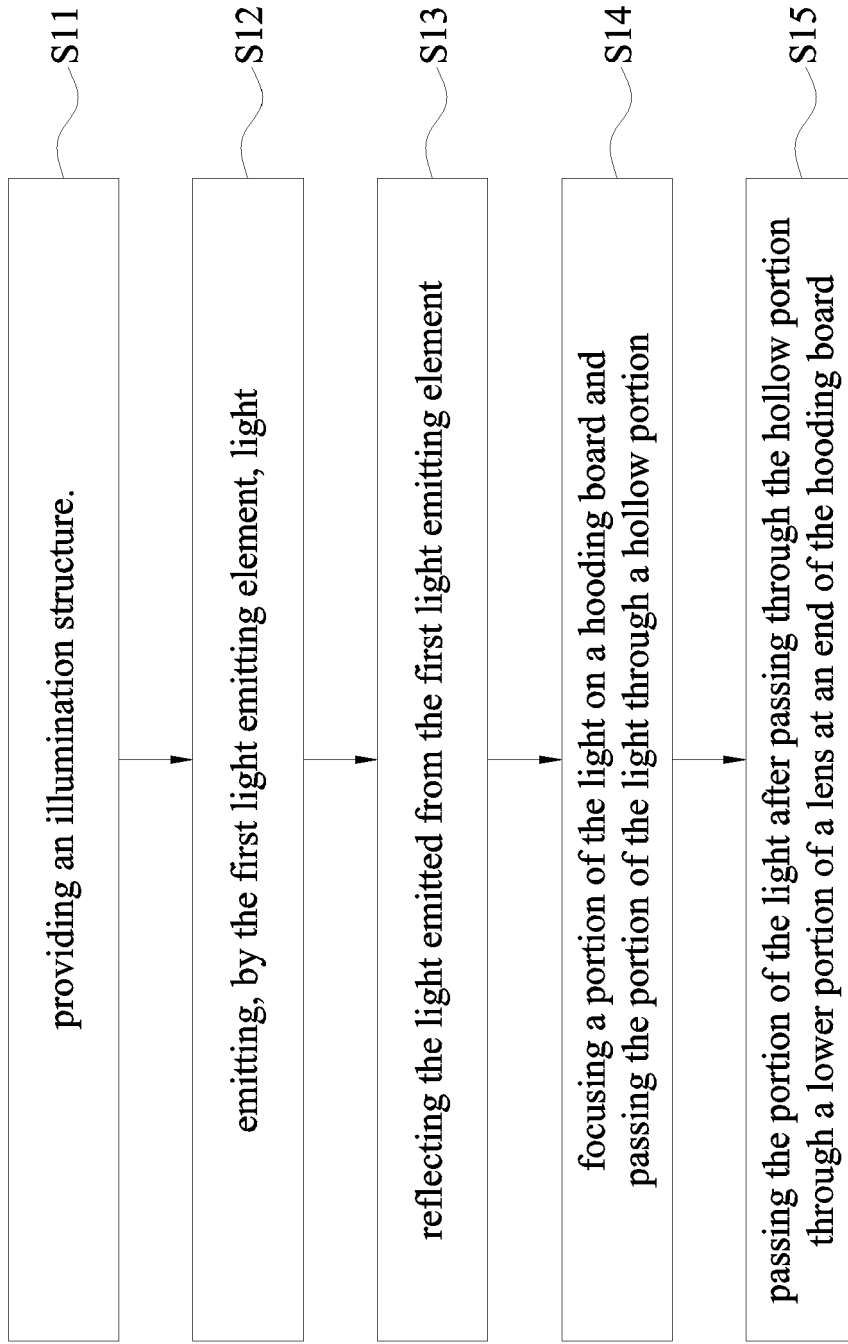 providing an illumination structure.
S11
emitting, by the first light emitting element, light
S12
reflecting the light emitted from the first light emitting element
S13
focusing a portion of the light on a hooding board and
passing the portion of the light through a hollow portion
S14
passing the portion of the light after passing through the hollow portion
through a lower portion of a lens at an end of the hooding board
S15